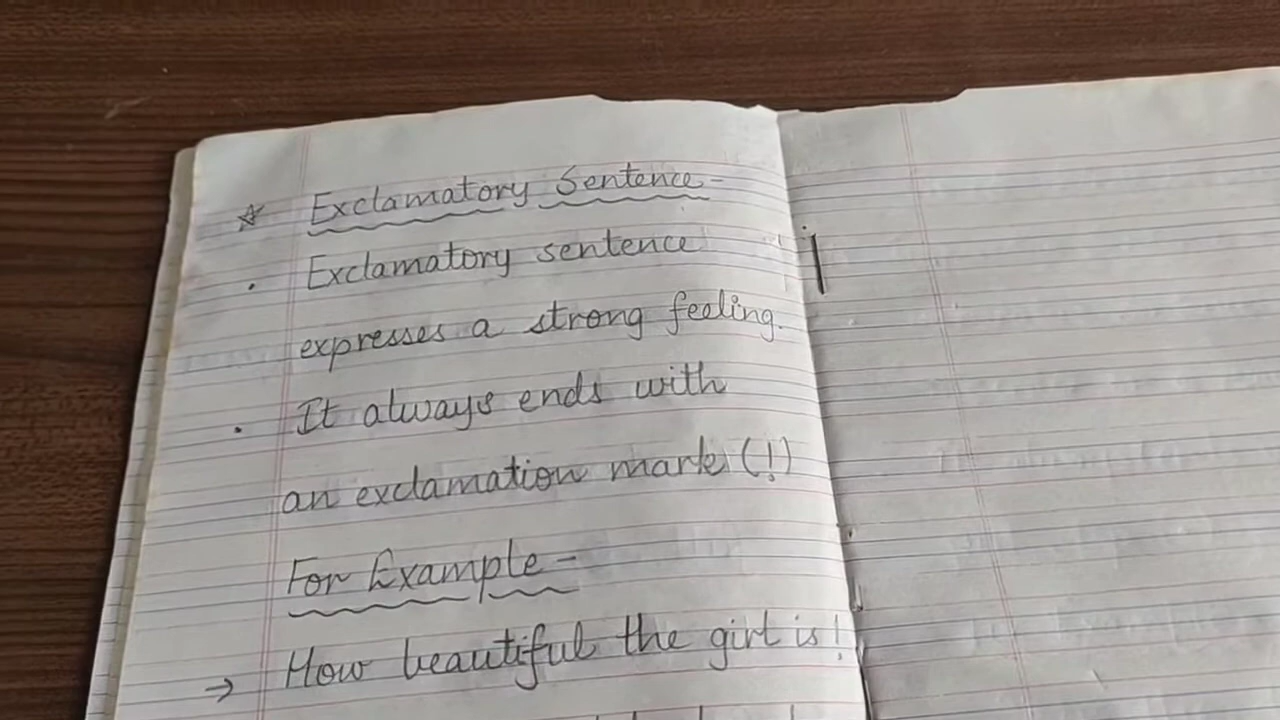 ☆ Exclamatory Sentence -
. Exclamatory sentence
expresses a strong feeling.
. It always ends with
an exclamation mark (!)
For Example -
→ How beautiful the girl is!